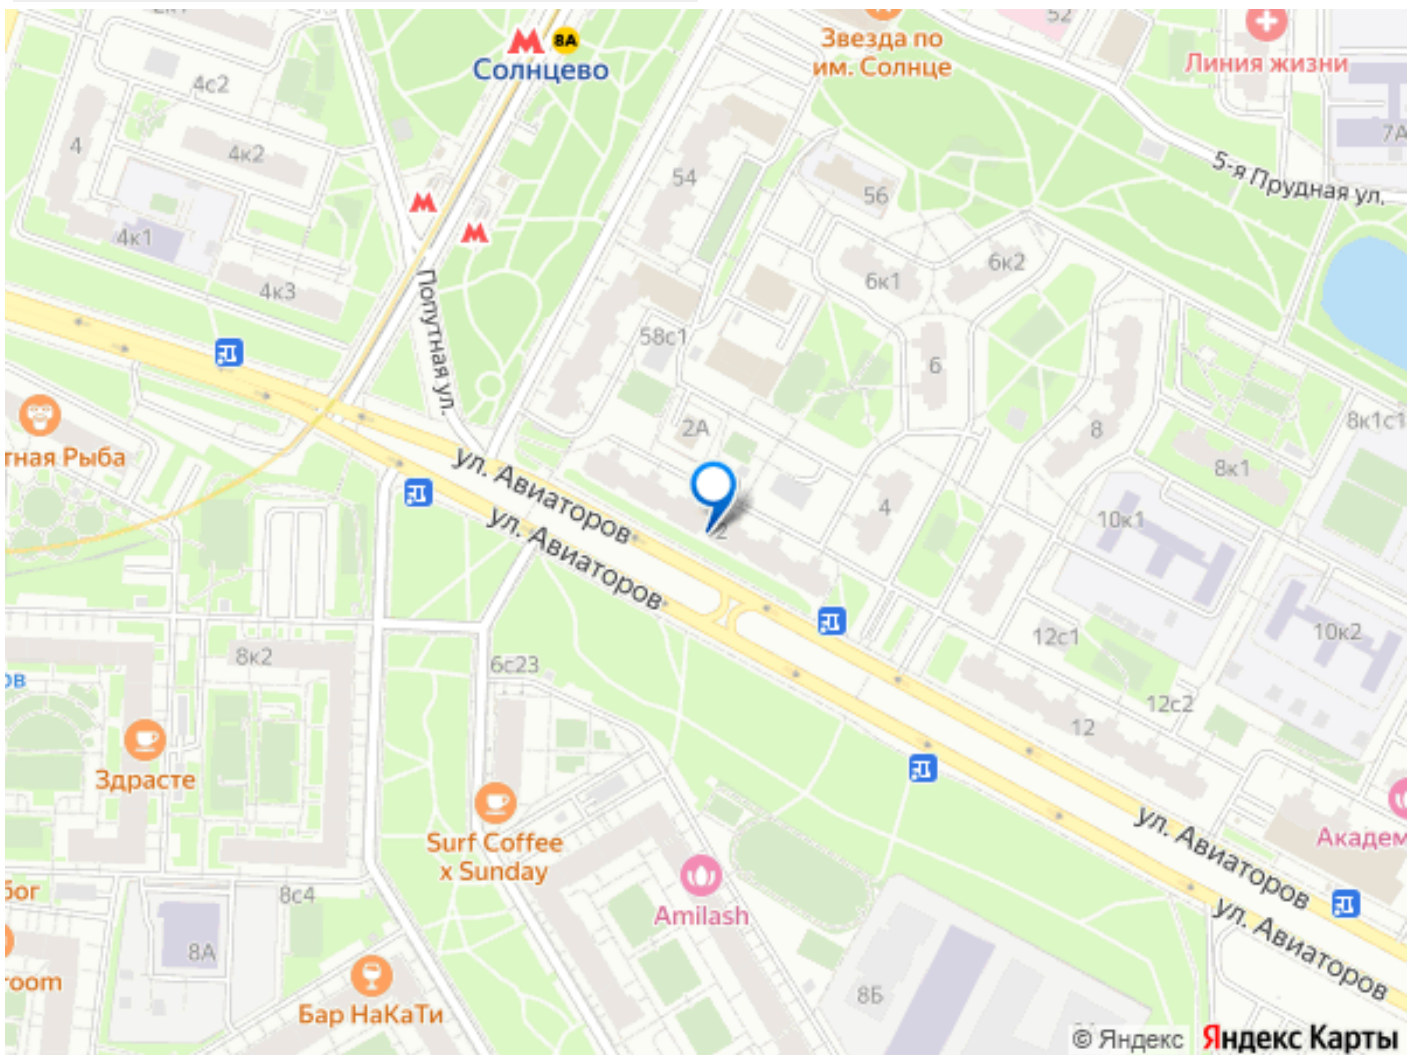 52
Звезда по
им. Солнце
8А
Солнцево
Линия жизни
4с2
7А
4
4к2
54
56
5-я Прудная ул.
4к1
6к2
6к1
4к3
Попутная ул.
58с1
6
8к1с1
2А
8
тная Рыба
ул. Авиаторов
8к1
4
10к1
2
ул. Авиаторов
12с1
10к2
8к2
6с23
ов
12с2
12
Здрасте
ул. Авиаторов
Surf Coffee
x Sunday
Академ
8с4
бог
Amilash
ул. Авиаторов
8А
room
8Б
Бар НаКаТи
© Яндекс Яндекс Карты